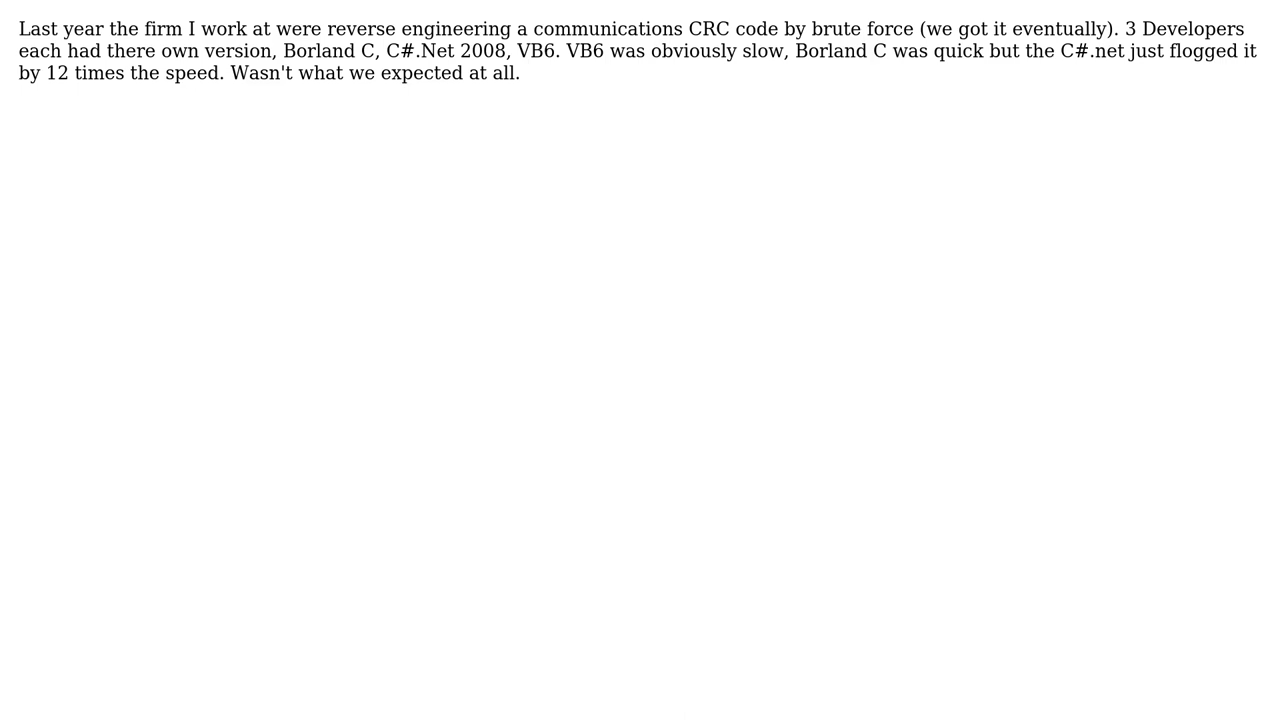 Last year the firm I work at were reverse engineering a communications CRC code by brute force (we got it eventually). 3 Developers
each had there own version, Borland C, C#.Net 2008, VB6. VB6 was obviously slow, Borland C was quick but the C#.net just flogged it
by 12 times the speed. Wasn't what we expected at all.